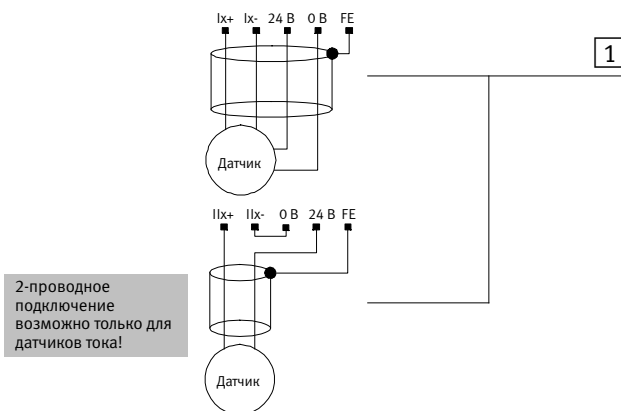 Ix+ Ix- 24 В 0 В FE
1
Датчик
IIx+ IIx- 0 В 24 В FE
2-проводное
подключение
возможно только для
датчиков тока!
Датчик